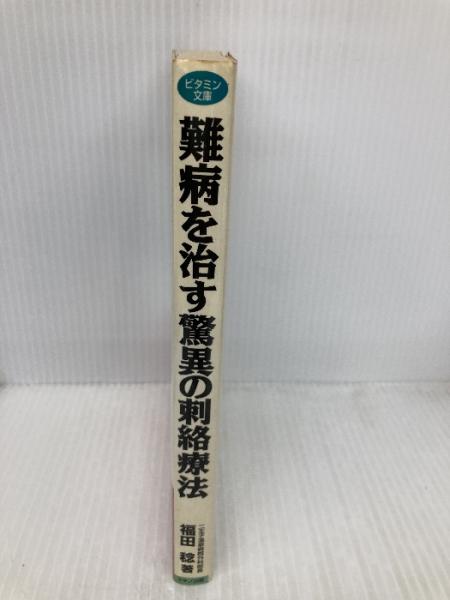 ビタミン
文庫
難病を治す驚異の刺絡療法
福田 稔 著